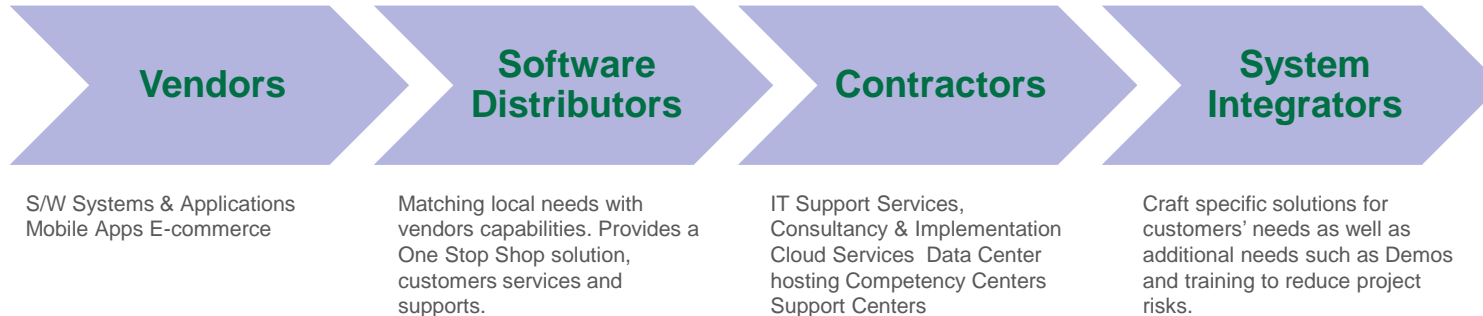 Vendors
Software
Distributors
Contractors
System
Integrators
S/W Systems & Applications
Mobile Apps E-commerce
Matching local needs with
vendors capabilities. Provides a
One Stop Shop solution,
customers services and
supports.
IT Support Services,
Consultancy & Implementation
Cloud Services  Data Center
hosting Competency Centers
Support Centers
Craft specific solutions for
customers’ needs as well as
additional needs such as Demos
and training to reduce project
risks.